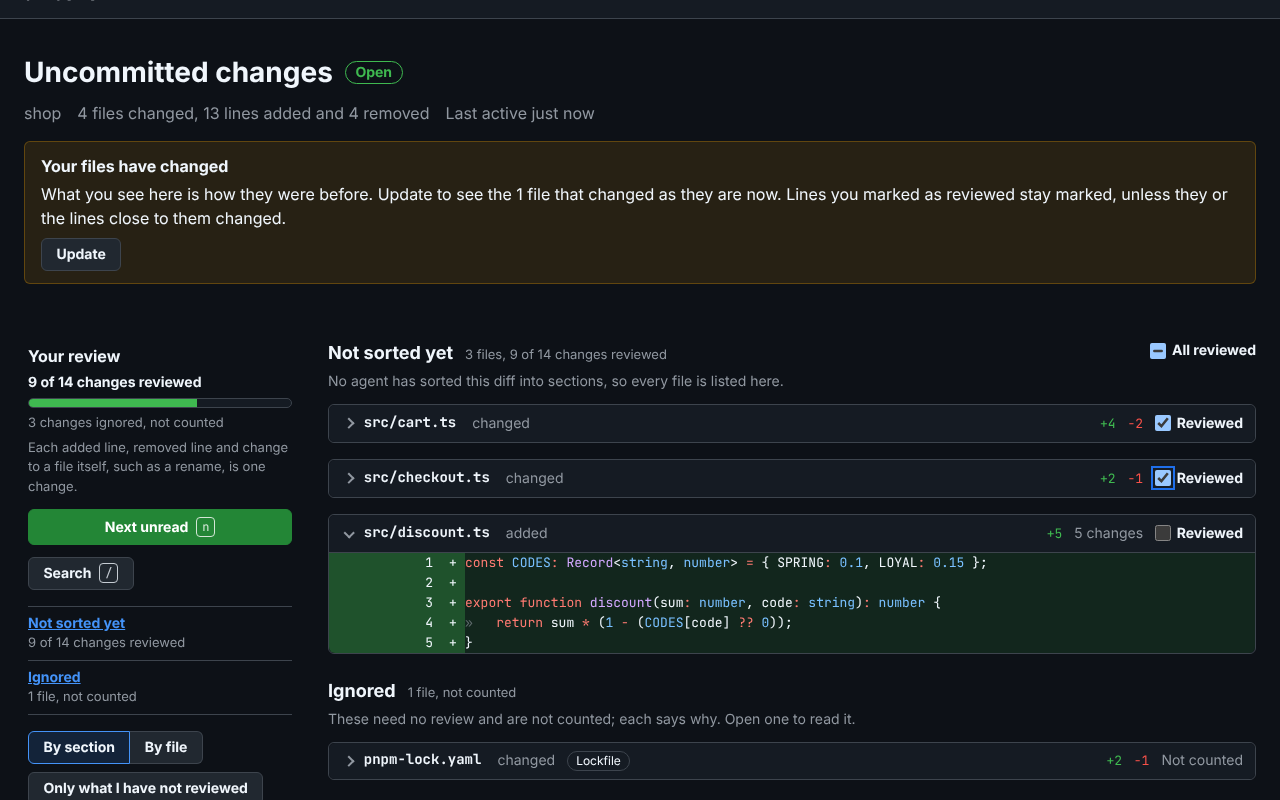 Uncommitted changes Open
shop 4 files changed, 13 lines added and 4 removed Last active just now
Your files have changed
What you see here is how they were before. Update to see the 1 file that changed as they are now. Lines you marked as reviewed stay marked, unless they or
the lines close to them changed.
Update
Your review
9 of 14 changes reviewed
3 changes ignored, not counted
Each added line, removed line and change
to a file itself, such as a rename, is one
change.
Next unread n
Search /
Not sorted yet
9 of 14 changes reviewed
Ignored
1 file, not counted
By section By file
Only what I have not reviewed
Not sorted yet 3 files, 9 of 14 changes reviewed All reviewed
No agent has sorted this diff into sections, so every file is listed here.
src/cart.ts changed +4 -2 Reviewed
src/checkout.ts changed +2 -1 Reviewed
src/discount.ts added +5 5 changes Reviewed
1 + const CODES: Record<string, number> = { SPRING: 0.1, LOYAL: 0.15 };
2 +
3 + export function discount(sum: number, code: string): number {
4 + » return sum * (1 - (CODES[code] ?? 0));
5 + }
Ignored 1 file, not counted
These need no review and are not counted; each says why. Open one to read it.
pnpm-lock.yaml changed Lockfile +2 -1 Not counted